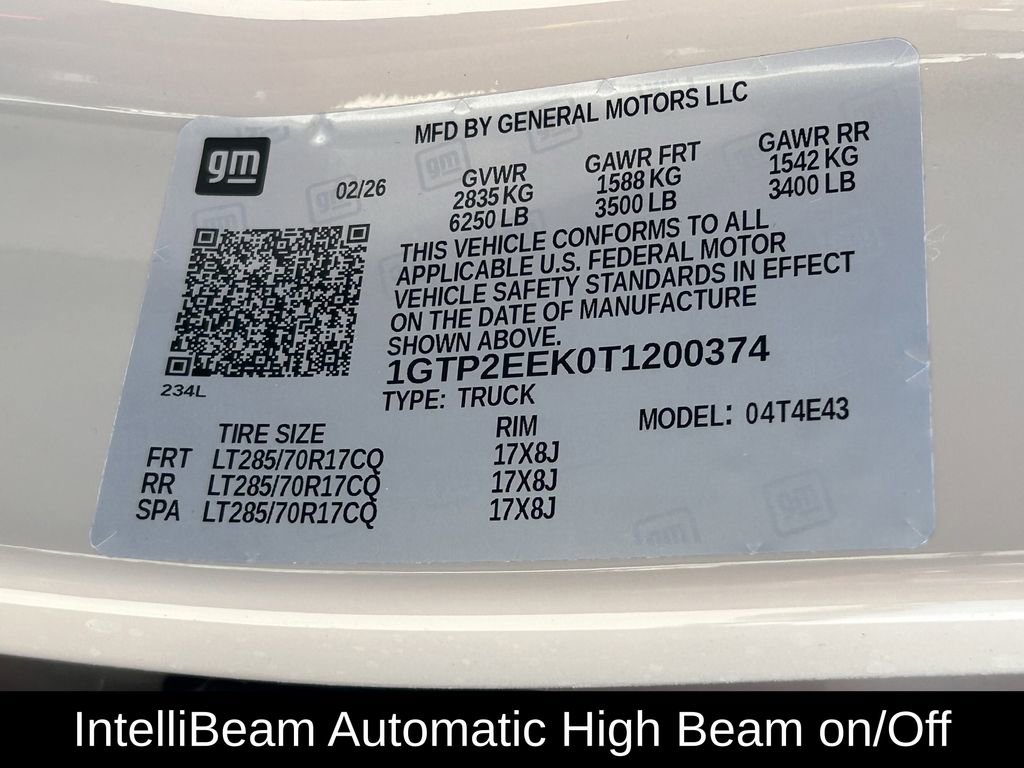 MFD BY GENERAL MOTORS LLC
gm
02/26
GVWR GAWR FRT GAWR RR
2835 KG 1588 KG 1542 KG
6250 LB 3500 LB 3400 LB
THIS VEHICLE CONFORMS TO ALL
APPLICABLE U.S. FEDERAL MOTOR
VEHICLE SAFETY STANDARDS IN EFFECT
ON THE DATE OF MANUFACTURE
SHOWN ABOVE.
1GTP2EEK0T1200374
234L
TYPE: TRUCK
MODEL: 04T4E43
TIRE SIZE RIM
FRT LT285/70R17CQ 17X8J
RR LT285/70R17CQ 17X8J
SPA LT285/70R17CQ 17X8J
IntelliBeam Automatic High Beam on/Off